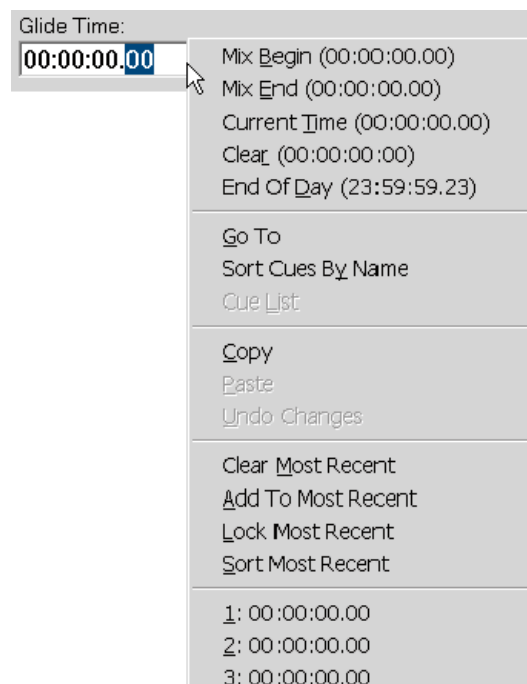 Glide Time:
00:00:00.00
Mix Begin (00:00:00.00)
Mix End (00:00:00.00)
Current Time (00:00:00.00)
Clear (00:00:00:00)
End Of Day (23:59:59.23)
Go To
Sort Cues By Name
Cue List
Copy
Paste
Undo Changes
Clear Most Recent
Add To Most Recent
Lock Most Recent
Sort Most Recent
1: 00:00:00.00
2: 00:00:00.00
3: 00:00:00.00